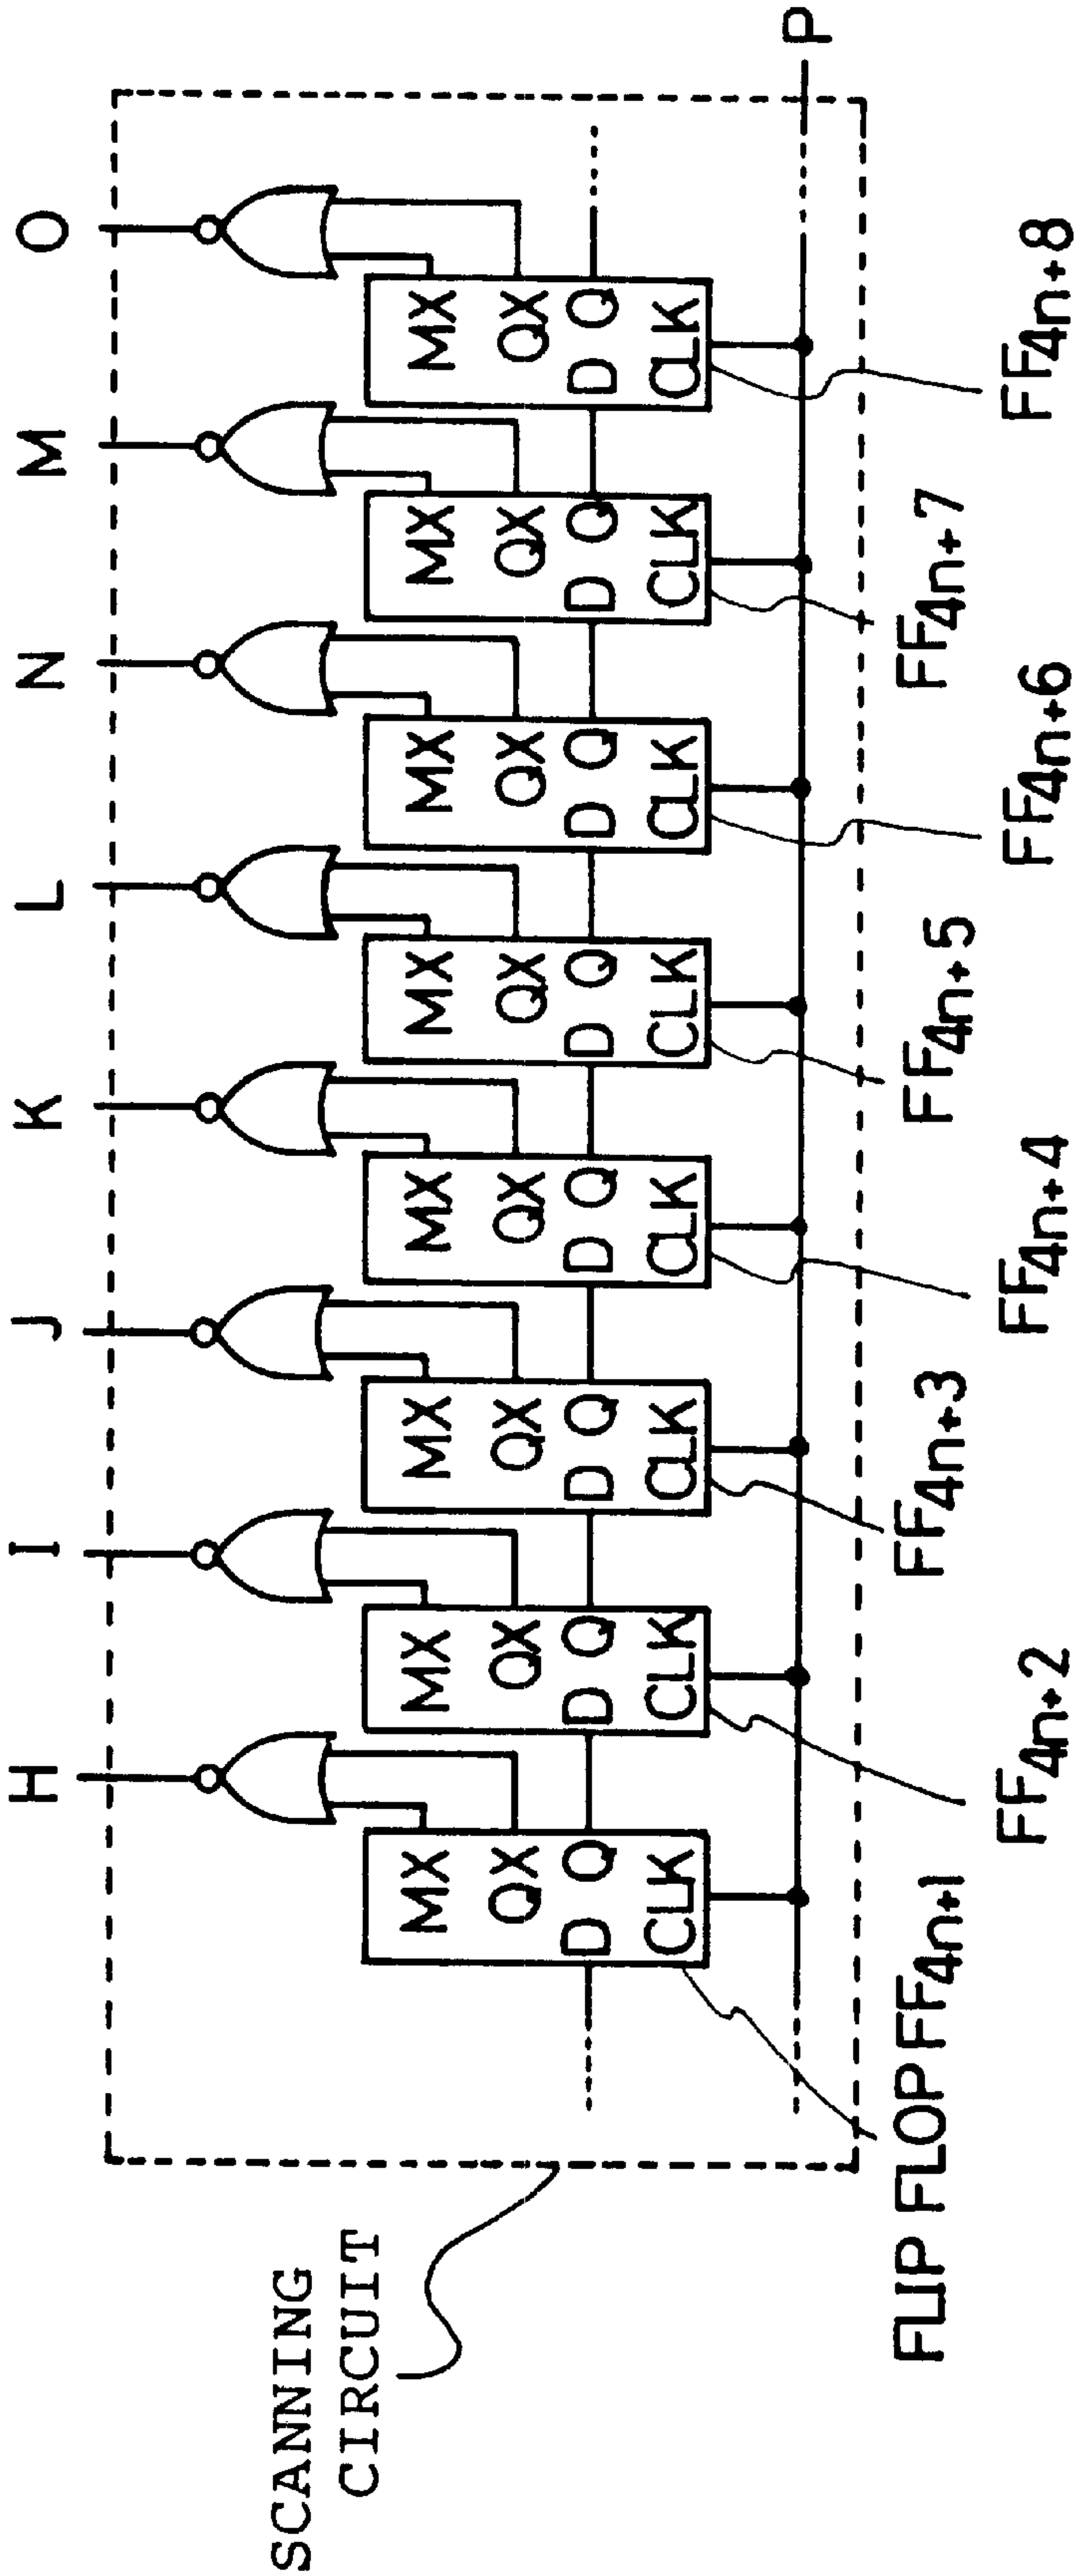 H I J K L N M O
MX MX MX MX MX MX MX MX
QX QX QX QX QX QX QX QX
D Q D Q D Q D Q D Q D Q D Q D Q
CLK CLK CLK CLK CLK CLK CLK CLK
P
SCANNING
CIRCUIT
FLIP FLOP FF4n+1
FF4n+2
FF4n+3
FF4n+4
FF4n+5
FF4n+6
FF4n+7
FF4n+8